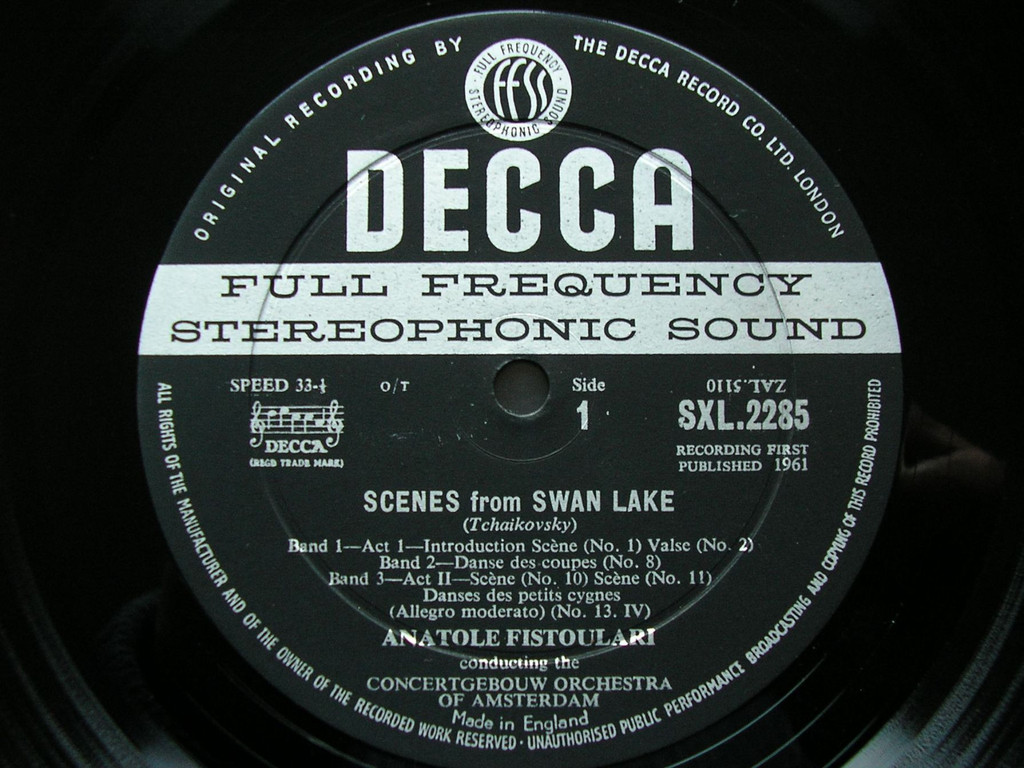 ORIGINAL RECORDING BY
THE DECCA RECORD CO. LTD. LONDON
FULL FREQUENCY
FFSS
STEREOPHONIC SOUND
DECCA
FULL FREQUENCY
STEREOPHONIC SOUND
SPEED 33-⅓
O/T
Side
1
ZAL.5110
SXL.2285
RECORDING FIRST
PUBLISHED 1961
DECCA
(REGD TRADE MARK)
SCENES from SWAN LAKE
(Tchaikovsky)
Band 1—Act 1—Introduction Scène (No. 1) Valse (No. 2)
Band 2—Danse des coupes (No. 8)
Band 3—Act II—Scène (No. 10) Scène (No. 11)
Danses des petits cygnes
(Allegro moderato) (No. 13. IV)
ANATOLE FISTOULARI
conducting the
CONCERTGEBOUW ORCHESTRA
OF AMSTERDAM
Made in England
ALL RIGHTS OF THE MANUFACTURER AND OF THE OWNER OF THE RECORDED WORK RESERVED · UNAUTHORISED PUBLIC PERFORMANCE BROADCASTING AND COPYING OF THIS RECORD PROHIBITED